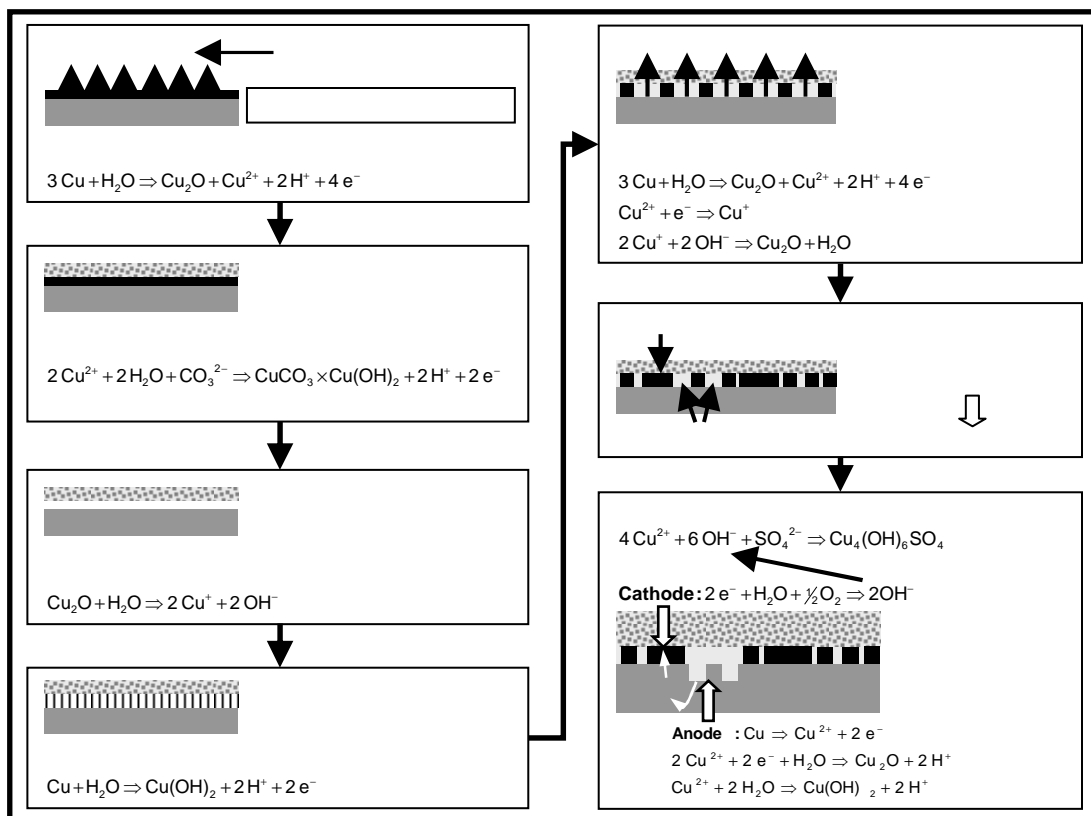 3 Cu + H₂O ⇒ Cu₂O + Cu²⁺ + 2 H⁺ + 4 e⁻
2 Cu²⁺ + 2 H₂O + CO₃²⁻ ⇒ CuCO₃ × Cu(OH)₂ + 2 H⁺ + 2 e⁻
Cu₂O + H₂O ⇒ 2 Cu⁺ + 2 OH⁻
Cu + H₂O ⇒ Cu(OH)₂ + 2 H⁺ + 2 e⁻
3 Cu + H₂O ⇒ Cu₂O + Cu²⁺ + 2 H⁺ + 4 e⁻
Cu²⁺ + e⁻ ⇒ Cu⁺
2 Cu⁺ + 2 OH⁻ ⇒ Cu₂O + H₂O
4 Cu²⁺ + 6 OH⁻ + SO₄²⁻ ⇒ Cu₄(OH)₆SO₄
Cathode: 2 e⁻ + H₂O + ½O₂ ⇒ 2OH⁻
Anode : Cu ⇒ Cu²⁺ + 2 e⁻
2 Cu²⁺ + 2 e⁻ + H₂O ⇒ Cu₂O + 2 H⁺
Cu²⁺ + 2 H₂O ⇒ Cu(OH)₂ + 2 H⁺